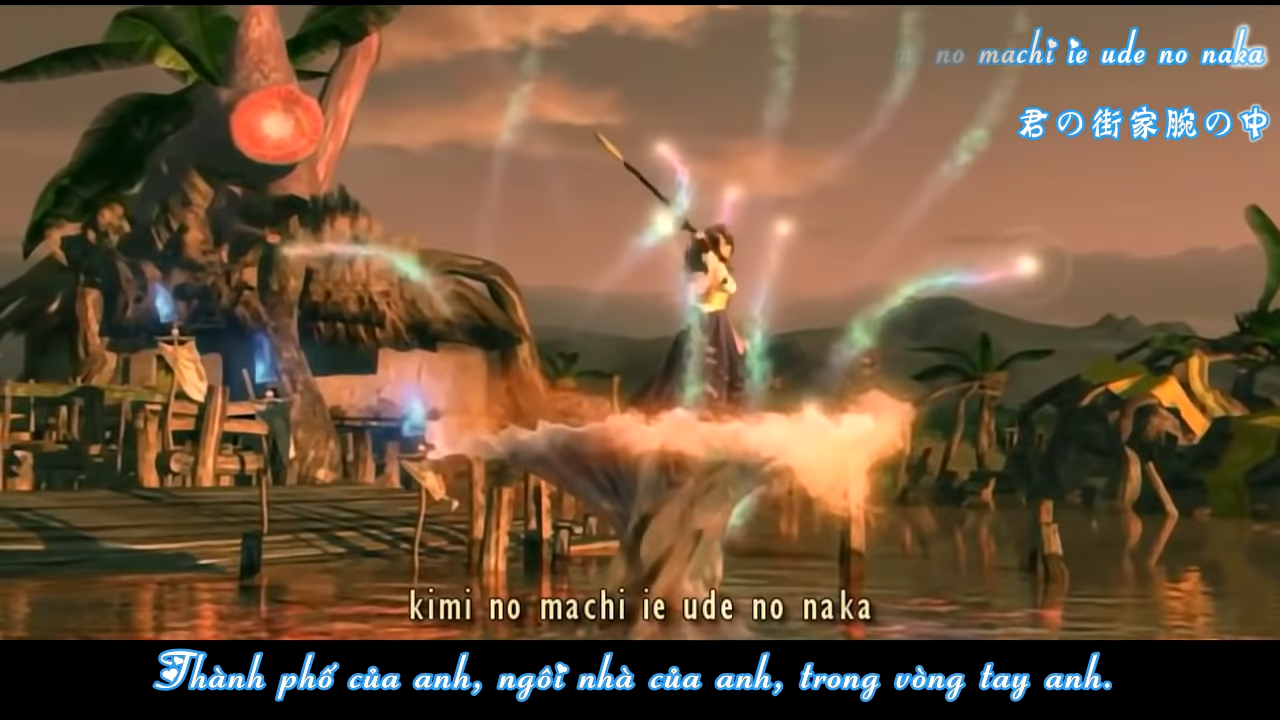 no machi ie ude no naka
君の街家腕の中
kimi no machi ie ude no naka
Thành phố của anh, ngôi nhà của anh, trong vòng tay anh.